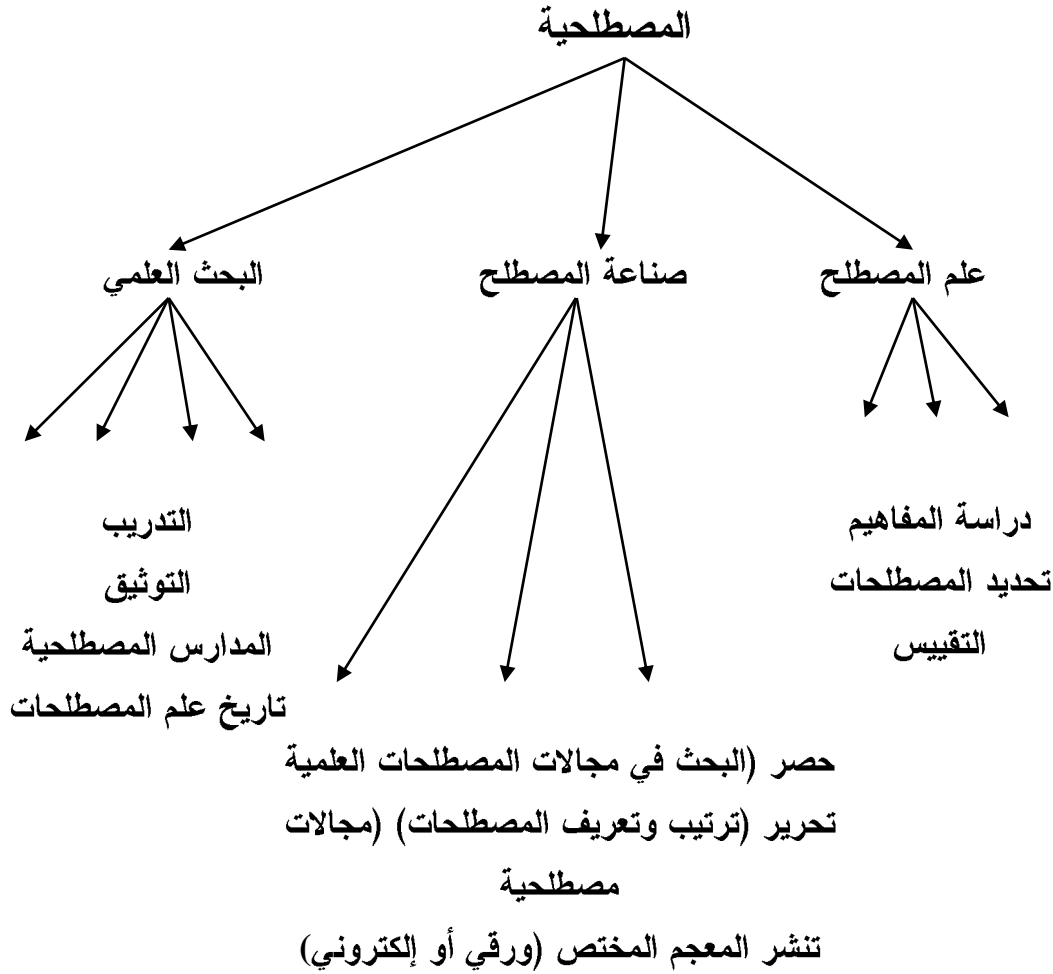 المصطلحية
علم المصطلح
صناعة المصطلح
البحث العلمي
دراسة المفاهيم
تحديد المصطلحات
التقييس
حصر (البحث في مجالات المصطلحات العلمية
تحرير (ترتيب وتعريف المصطلحات) (مجالات
مصطلحية
تنشر المعجم المختص (ورقي أو إلكتروني)
التدريب
التوثيق
المدارس المصطلحية
تاريخ علم المصطلحات